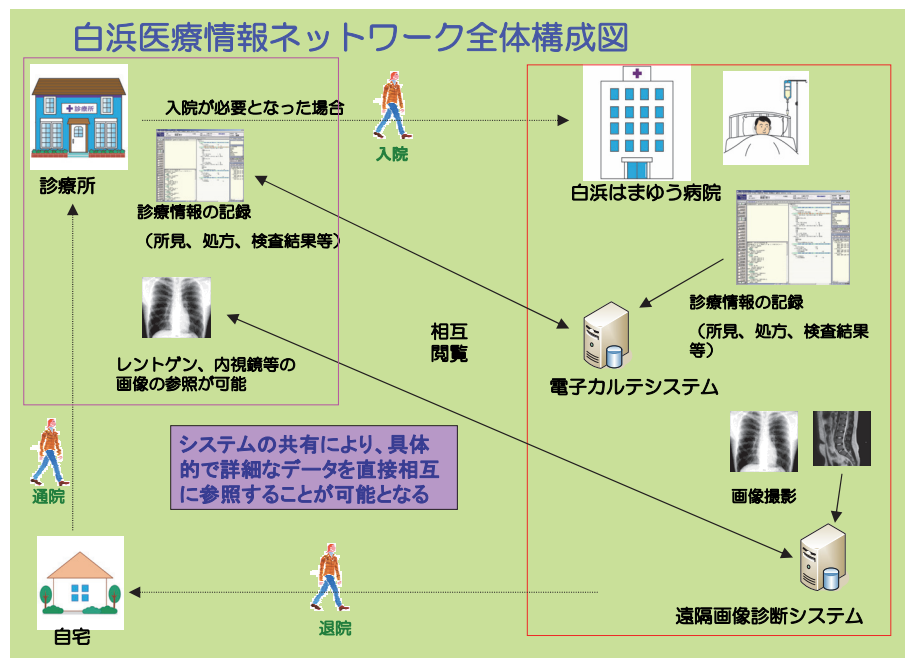 白浜医療情報ネットワーク全体構成図
診療所
入院が必要となった場合
入院
診療所
診療情報の記録
（所見、処方、検査結果等）
レントゲン、内視鏡等の
画像の参照が可能
白浜はまゆう病院
診療情報の記録
（所見、処方、検査結果
等）
相互
閲覧
電子カルテシステム
システムの共有により、具体
的で詳細なデータを直接相互
に参照することが可能となる
画像撮影
通院
遠隔画像診断システム
退院
自宅